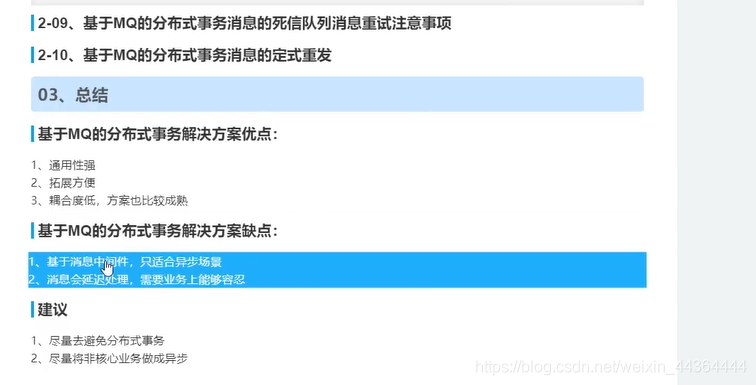 2-09、基于MQ的分布式事务消息的死信队列消息重试注意事项
2-10、基于MQ的分布式事务消息的定式重发
03、总结
基于MQ的分布式事务解决方案优点：
1、通用性强
2、拓展方便
3、耦合度低，方案也比较成熟
基于MQ的分布式事务解决方案缺点：
1、基于消息中间件，只适合异步场景
2、消息会延迟处理，需要业务上能够容忍
建议
1、尽量去避免分布式事务
2、尽量将非核心业务做成异步
https://blog.csdn.net/weixin_44364444